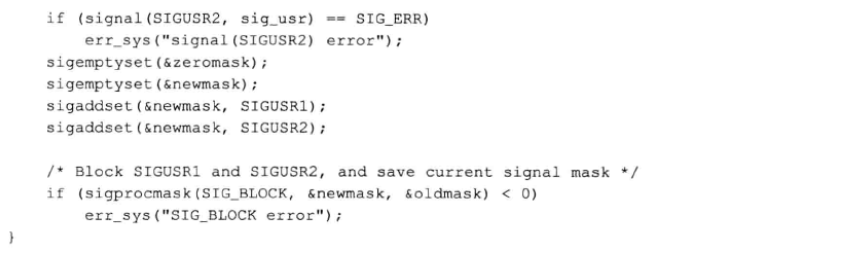 if (signal(SIGUSR2, sig_usr) == SIG_ERR)
        err_sys("signal(SIGUSR2) error");
    sigemptyset(&zeromask);
    sigemptyset(&newmask);
    sigaddset(&newmask, SIGUSR1);
    sigaddset(&newmask, SIGUSR2);

    /* Block SIGUSR1 and SIGUSR2, and save current signal mask */
    if (sigprocmask(SIG_BLOCK, &newmask, &oldmask) < 0)
        err_sys("SIG_BLOCK error");
}